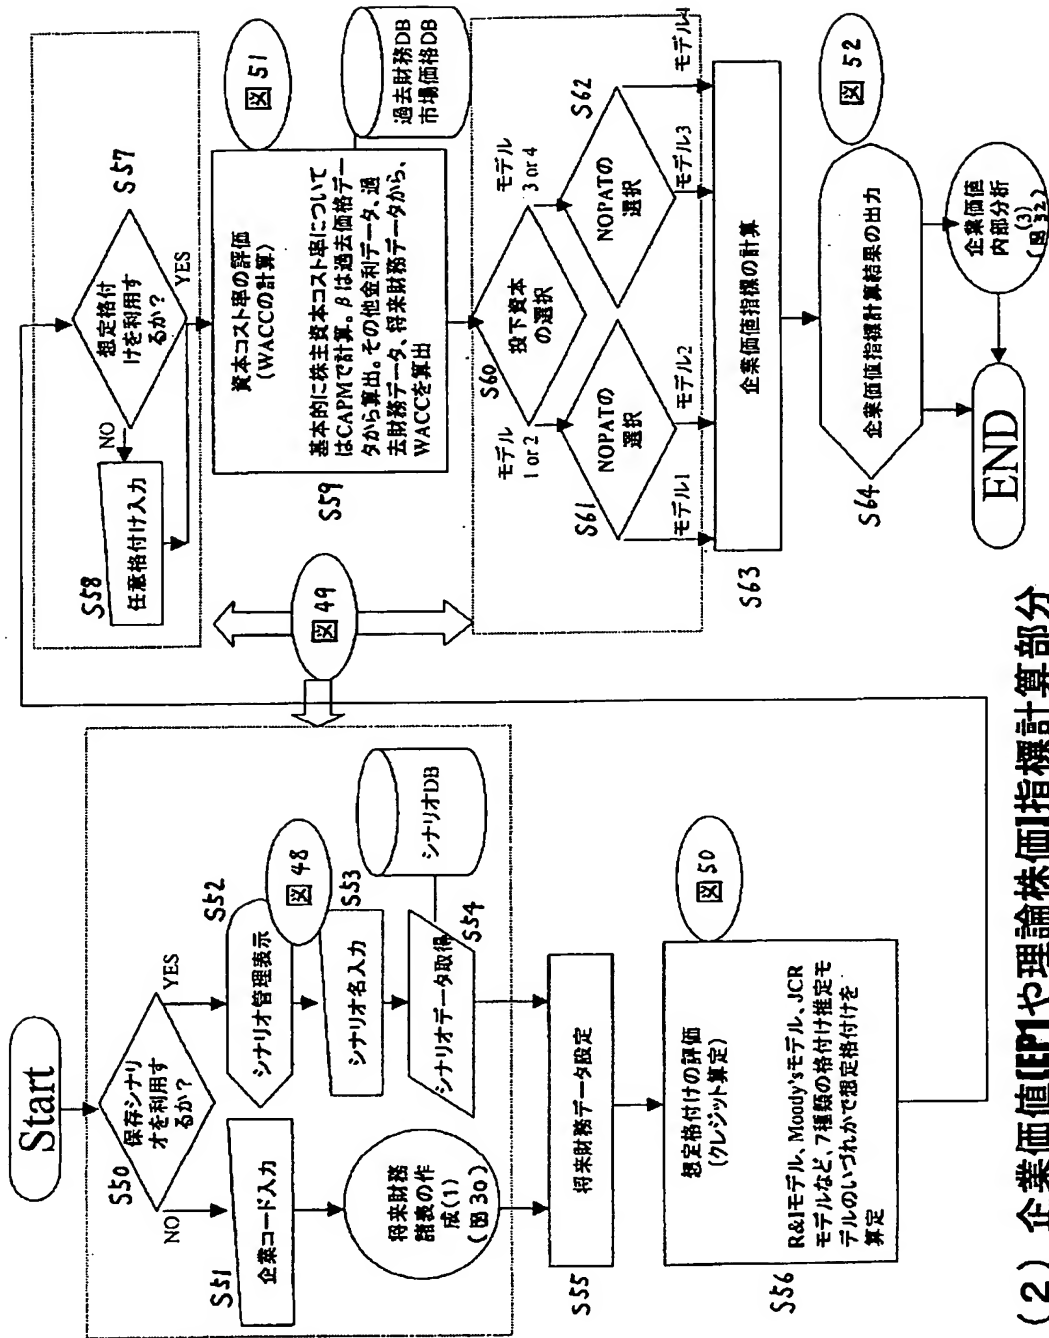 Start
S50
保存シナリ
オを利用す
るか?
YES
NO
S51
企業コード入力
将来財務
諸表の作
成(1)
(図30)
S52
シナリオ管理表示
図48
S53
シナリオ名入力
シナリオデータ取得
S54
シナリオDB
S55
将来財務データ設定
S56
想定格付けの評価
(クレジット算定)
R&Iモデル、Moody'sモデル、JCR
モデルなど、7種類の格付け推定モ
デルのいづれかで想定格付けを
算定
図50
図49
S57
想定格付
けを利用す
るか?
NO
YES
S58
任意格付け入力
S59
資本コスト率の評価
(WACCの計算)
基本的に株主資本コスト率について
はCAPMで計算。βは過去価格デー
タから算出。その他金利データ、過
去財務データ、将来財務データから、
WACCを算出
図51
過去財務DB
市場価格DB
S60
投下資本
の選択
モデル
1 or 2
モデル
3 or 4
S61
NOPATの
選択
S62
NOPATの
選択
モデル1
モデル2
モデル3
モデル4
S63
企業価値指標の計算
S64
企業価値指標計算結果の出力
図52
企業価値
内部分析
(3)
(図32)
END
(2)企業価値[EP1や理論株価]指標計算部分